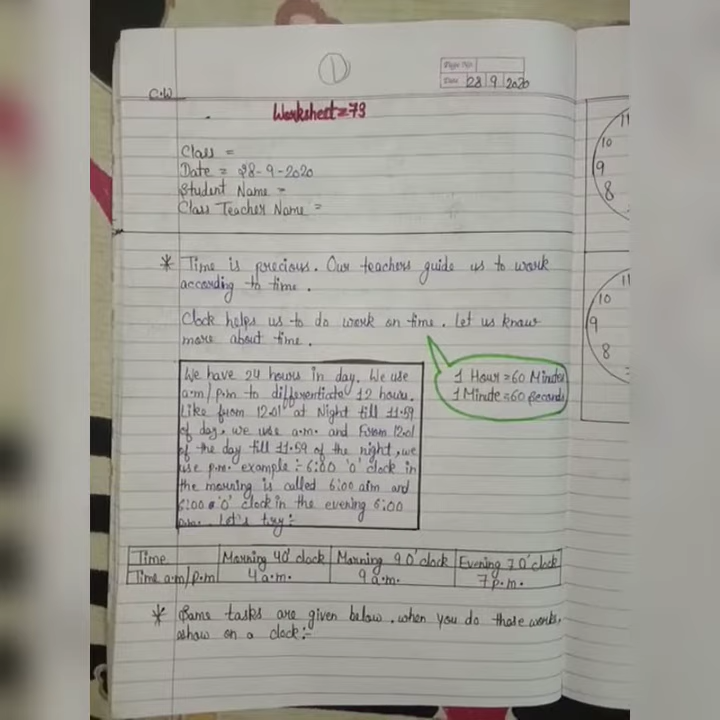 1
Page No.
Date 28 9 2020
C.W
Worksheet=79
Class =
Date = 28-9-2020
Student Name =
Class Teacher Name =
* Time is precious. Our teachers guide us to work
according to time.
Clock helps us to do work on time. Let us know
more about time.
1 Hour=60 Minutes
1 Minute=60 Seconds
We have 24 hours in day. We use
a.m/p.m to differentiate 12 hours.
Like from 12.01 at Night till 11.59
of day, we use a.m. and From 12.01
of the day till 11.59 of the night, we
use p.m. example:- 6:00 'o' clock in
the morning is called 6:00 a.m and
6:00 'o' clock in the evening 6:00
Let's try:-
Time Morning 4 O' clock Morning 9 O' clock Evening 7 O' clock
Time a.m/p.m 4 a.m. 9 a.m. 7 p.m.
* Some tasks are given below. when you do those works,
show on a clock:-
11
10
9
8
11
10
9
8